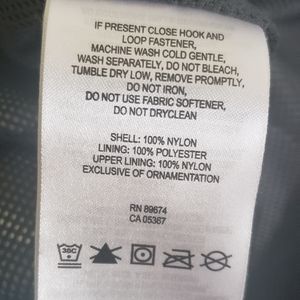 IF PRESENT CLOSE HOOK AND
LOOP FASTENER,
MACHINE WASH COLD GENTLE,
WASH SEPARATELY, DO NOT BLEACH,
TUMBLE DRY LOW, REMOVE PROMPTLY,
DO NOT IRON,
DO NOT USE FABRIC SOFTENER,
DO NOT DRYCLEAN
SHELL: 100% NYLON
LINING: 100% POLYESTER
UPPER LINING: 100% NYLON
EXCLUSIVE OF ORNAMENTATION
RN 89674
CA 05367
30C